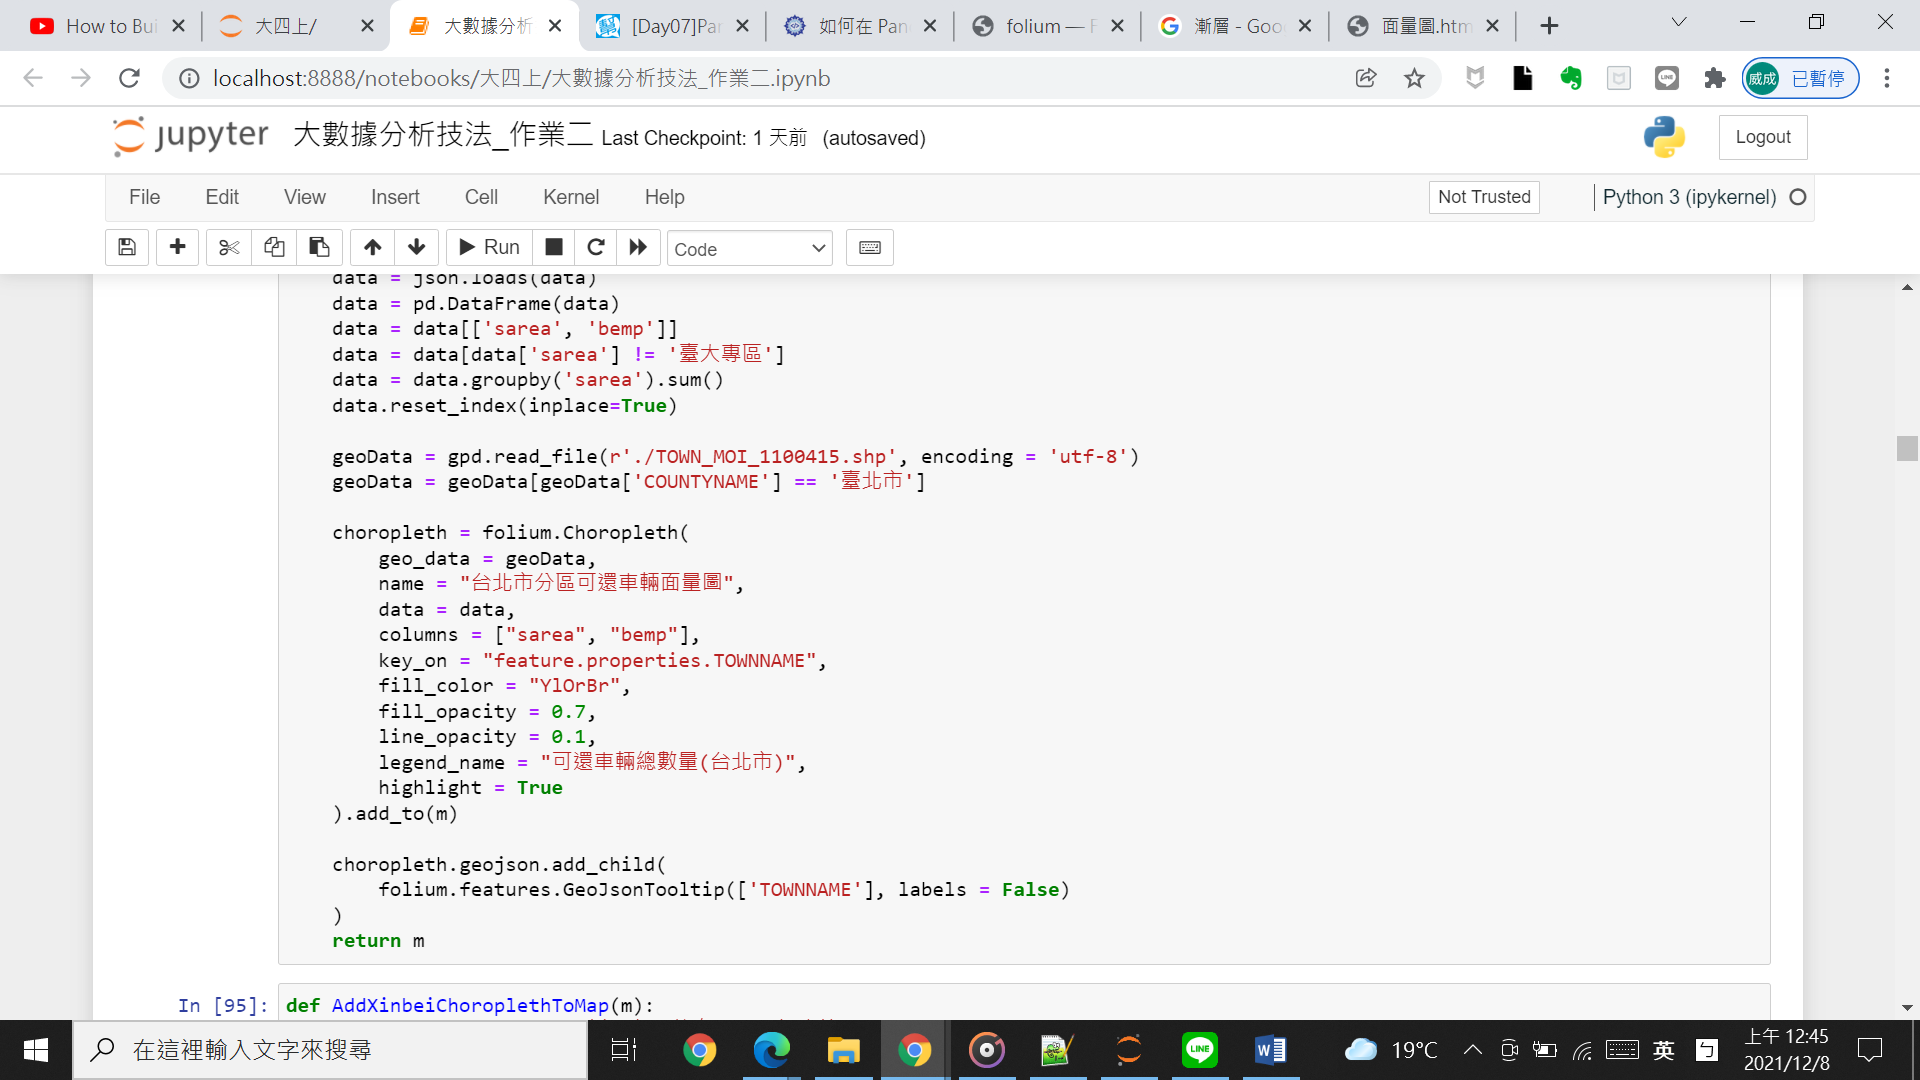 How to Bui
大四上/
大數據分析
[Day07]Par
如何在 Pan
folium — F
漸層 - Goo
面量圖.htm
localhost:8888/notebooks/大四上/大數據分析技法_作業二.ipynb
威成 已暫停
jupyter 大數據分析技法_作業二 Last Checkpoint: 1 天前 (autosaved)
Logout
File Edit View Insert Cell Kernel Help
Not Trusted
Python 3 (ipykernel)
Run
Code
data = json.loads(data)
data = pd.DataFrame(data)
data = data[['sarea', 'bemp']]
data = data[data['sarea'] != '臺大專區']
data = data.groupby('sarea').sum()
data.reset_index(inplace=True)
geoData = gpd.read_file(r'./TOWN_MOI_1100415.shp', encoding = 'utf-8')
geoData = geoData[geoData['COUNTYNAME'] == '臺北市']
choropleth = folium.Choropleth(
geo_data = geoData,
name = "台北市分區可還車輛面量圖",
data = data,
columns = ["sarea", "bemp"],
key_on = "feature.properties.TOWNNAME",
fill_color = "YlOrBr",
fill_opacity = 0.7,
line_opacity = 0.1,
legend_name = "可還車輛總數量(台北市)",
highlight = True
).add_to(m)
choropleth.geojson.add_child(
folium.features.GeoJsonTooltip(['TOWNNAME'], labels = False)
)
return m
In [95]: def AddXinbeiChoroplethToMap(m):
在這裡輸入文字來搜尋
LINE
19°C
英
ㄅ
上午 12:45
2021/12/8